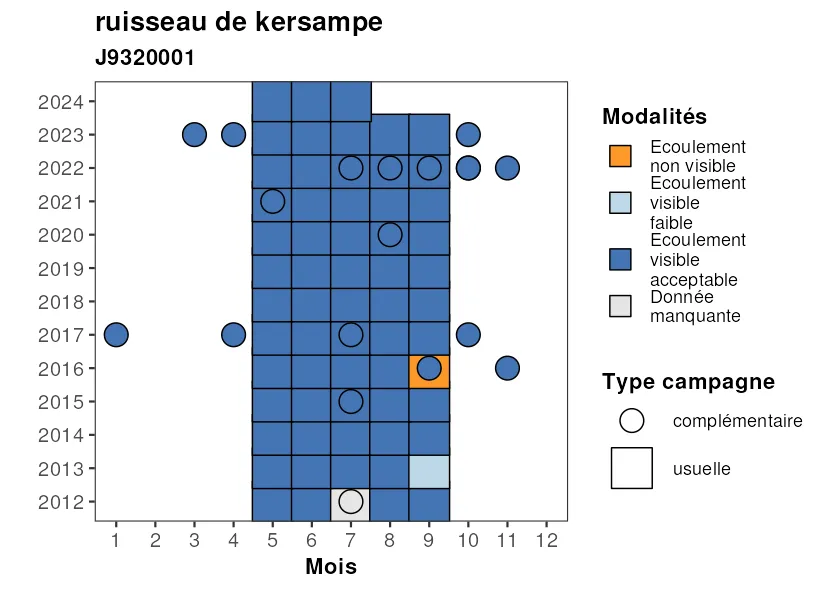 ruisseau de kersampe
J9320001
2024
2023
2022
2021
2020
2019
2018
2017
2016
2015
2014
2013
2012
1 2 3 4 5 6 7 8 9 10 11 12
Mois
Modalités
Ecoulement
non visible
Ecoulement
visible
faible
Ecoulement
visible
acceptable
Donnée
manquante
Type campagne
complémentaire
usuelle